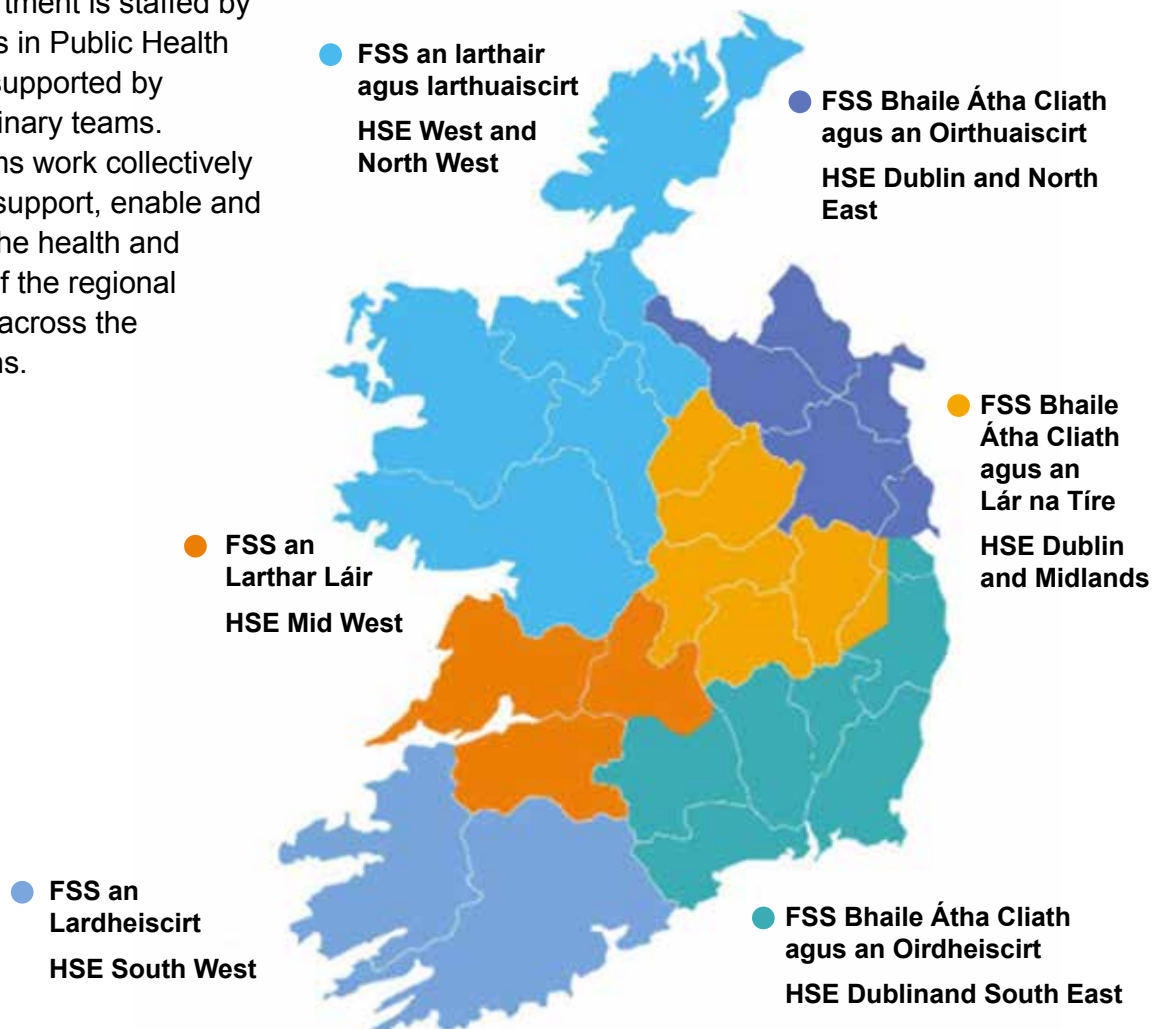 rtment is staffed by
s in Public Health
supported by
inary teams.
ns work collectively
support, enable and
he health and
f the regional
across the
ns.
FSS an Iarthair
agus Iarthuaiscirt
HSE West and
North West
FSS Bhaile Átha Cliath
agus an Oirthuaiscirt
HSE Dublin and North
East
FSS Bhaile
Átha Cliath
agus an
Lár na Tíre
HSE Dublin
and Midlands
FSS an
Larthar Láir
HSE Mid West
FSS an
Lardheiscirt
HSE South West
FSS Bhaile Átha Cliath
agus an Oirdheiscirt
HSE Dublinand South East